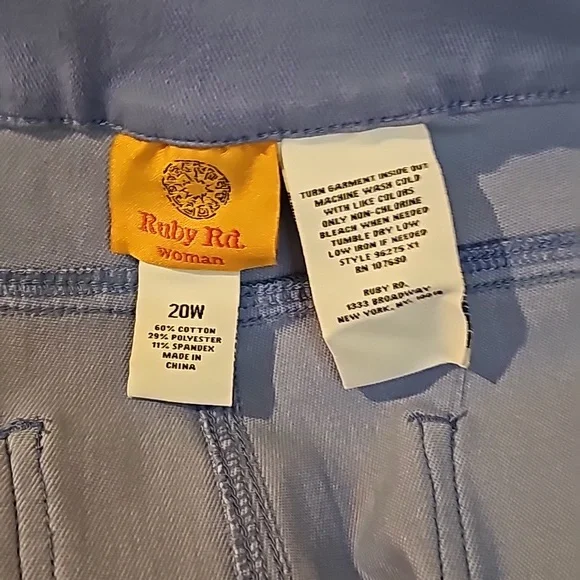 Ruby Rd.
woman
20W
60% COTTON
29% POLYESTER
11% SPANDEX
MADE IN
CHINA
TURN GARMENT INSIDE OUT
MACHINE WASH COLD
WITH LIKE COLORS
ONLY NON-CHLORINE
BLEACH WHEN NEEDED
TUMBLE DRY LOW
LOW IRON IF NEEDED
STYLE 96275 X1
RN 107680
RUBY RD.
1333 BROADWAY
NEW YORK, NY